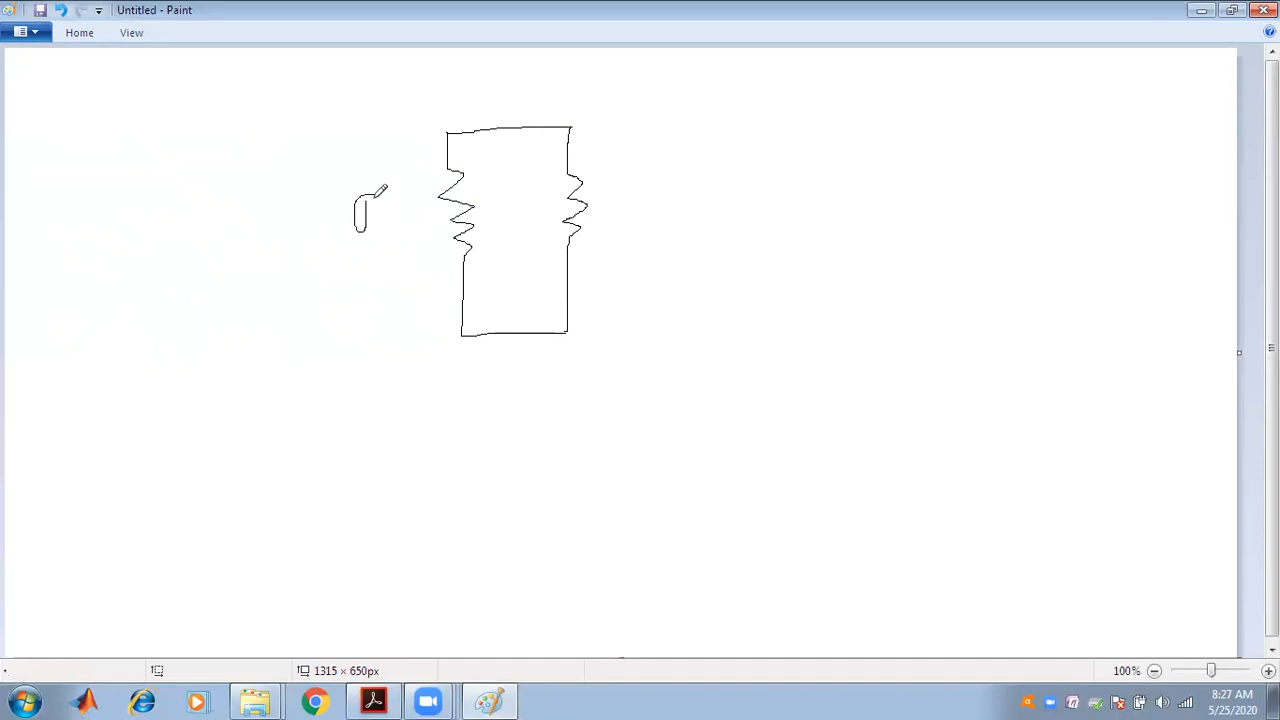 Untitled - Paint
Home View
1315 × 650px
100%
8:27 AM
5/25/2020